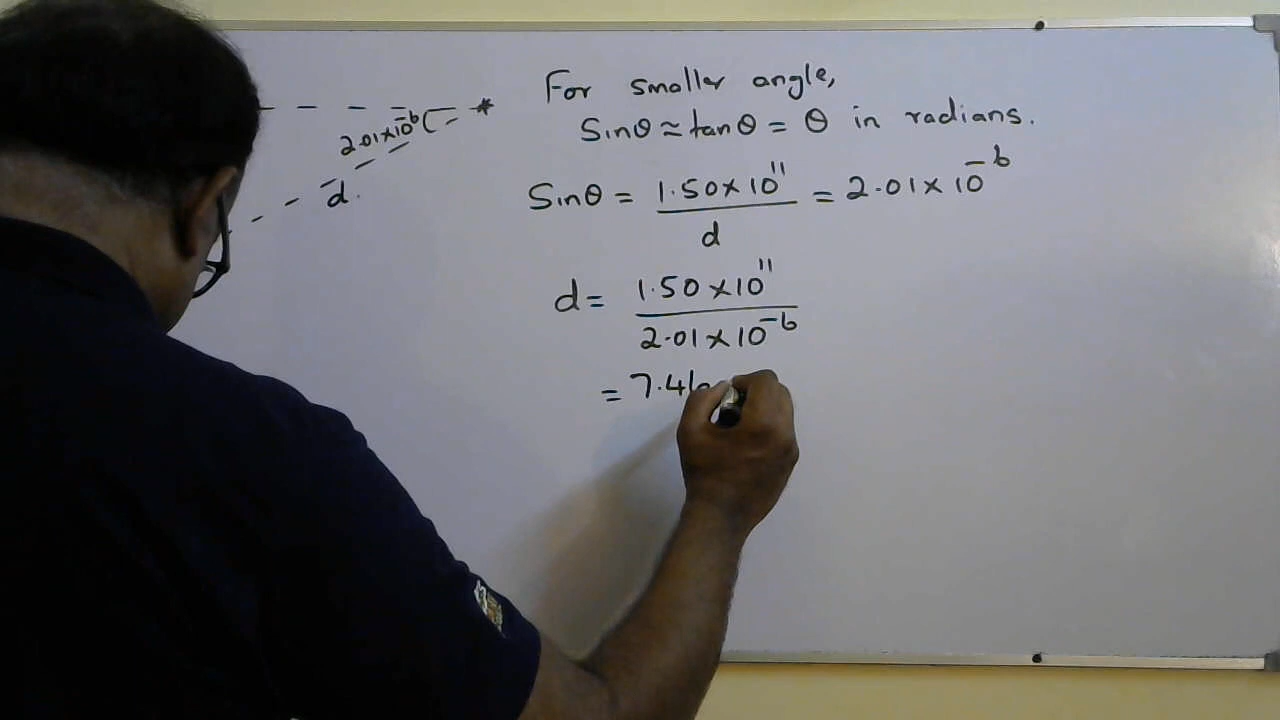 For smaller angle,
Sinθ ≈ tanθ = θ in radians.
2.01×10⁻⁶
d.
Sinθ = 1.50×10¹¹ / d = 2.01×10⁻⁶
d = 1.50×10¹¹ / 2.01×10⁻⁶
= 7.46